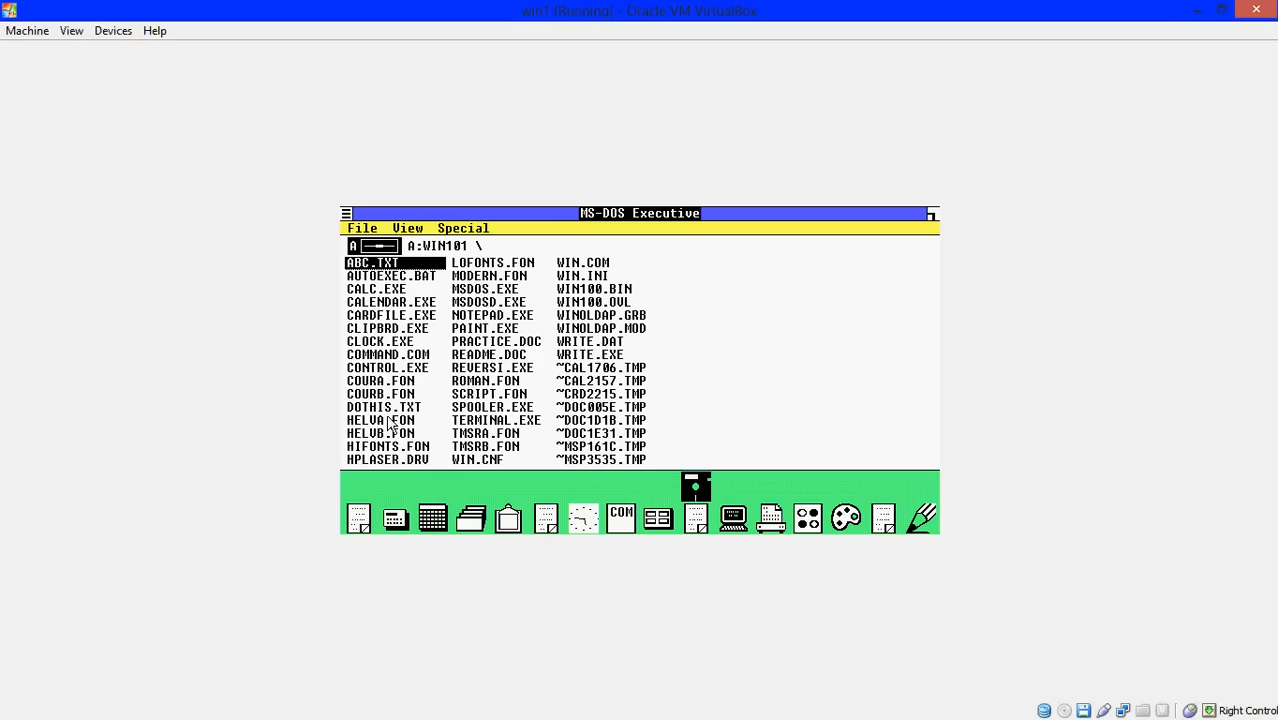 win1 [Running] - Oracle VM VirtualBox
Machine View Devices Help
MS-DOS Executive
File View Special
A A:WIN101 \
ABC.TXT LOFONTS.FON WIN.COM
AUTOEXEC.BAT MODERN.FON WIN.INI
CALC.EXE MSDOS.EXE WIN100.BIN
CALENDAR.EXE MSDOSD.EXE WIN100.OVL
CARDFILE.EXE NOTEPAD.EXE WINOLDAP.GRB
CLIPBRD.EXE PAINT.EXE WINOLDAP.MOD
CLOCK.EXE PRACTICE.DOC WRITE.DAT
COMMAND.COM README.DOC WRITE.EXE
CONTROL.EXE REVERSI.EXE ~CAL1706.TMP
COURA.FON ROMAN.FON ~CAL2157.TMP
COURB.FON SCRIPT.FON ~CRD2215.TMP
DOTHIS.TXT SPOOLER.EXE ~DOC005E.TMP
HELVA.FON TERMINAL.EXE ~DOC1D1B.TMP
HELVB.FON TMSRA.FON ~DOC1E31.TMP
HIFONTS.FON TMSRB.FON ~MSP161C.TMP
HPLASER.DRV WIN.CNF ~MSP3535.TMP
COM
Right Control